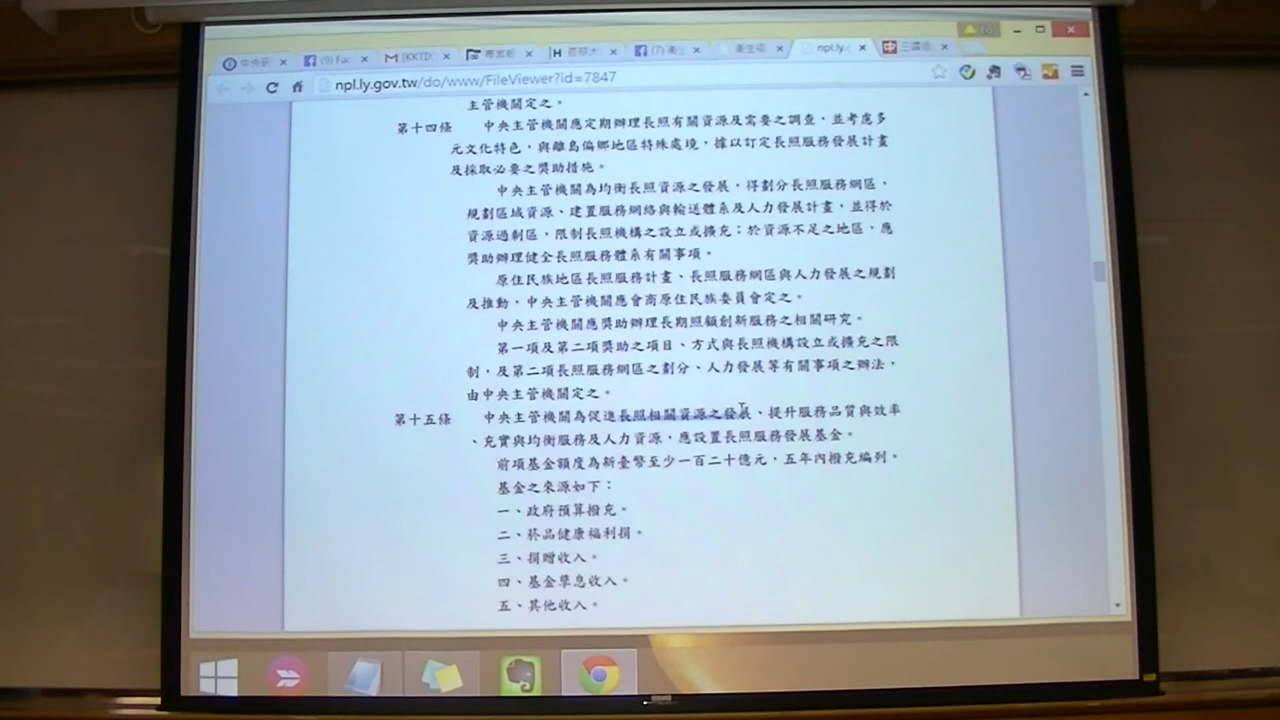 中央研
(9) Fac
M [KKTIX
(7) 衛生
衛生福
npl.ly.g
npl.ly.gov.tw/do/www/FileViewer?id=7847
主管機關定之。
第十四條 中央主管機關應定期辦理長照有關資源及需要之調查，並考慮多
元文化特色，與離島偏鄉地區特殊處境，據以訂定長照服務發展計畫
及採取必要之獎助措施。
中央主管機關為均衡長照資源之發展，得劃分長照服務網區，
規劃區域資源、建置服務網絡與輸送體系及人力發展計畫，並得於
資源過剩區，限制長照機構之設立或擴充；於資源不足之地區，應
獎助辦理健全長照服務體系有關事項。
原住民族地區長照服務計畫、長照服務網區與人力發展之規劃
及推動，中央主管機關應會商原住民族委員會定之。
中央主管機關應獎助辦理長期照顧創新服務之相關研究。
第一項及第二項獎助之項目、方式與長照機構設立或擴充之限
制，及第二項長照服務網區之劃分、人力發展等有關事項之辦法，
由中央主管機關定之。
第十五條 中央主管機關為促進長照相關資源之發展、提升服務品質與效率
、充實與均衡服務及人力資源，應設置長照服務發展基金。
前項基金額度為新臺幣至少一百二十億元，五年內撥充編列。
基金之來源如下：
一、政府預算撥充。
二、菸品健康福利捐。
三、捐贈收入。
四、基金孳息收入。
五、其他收入。